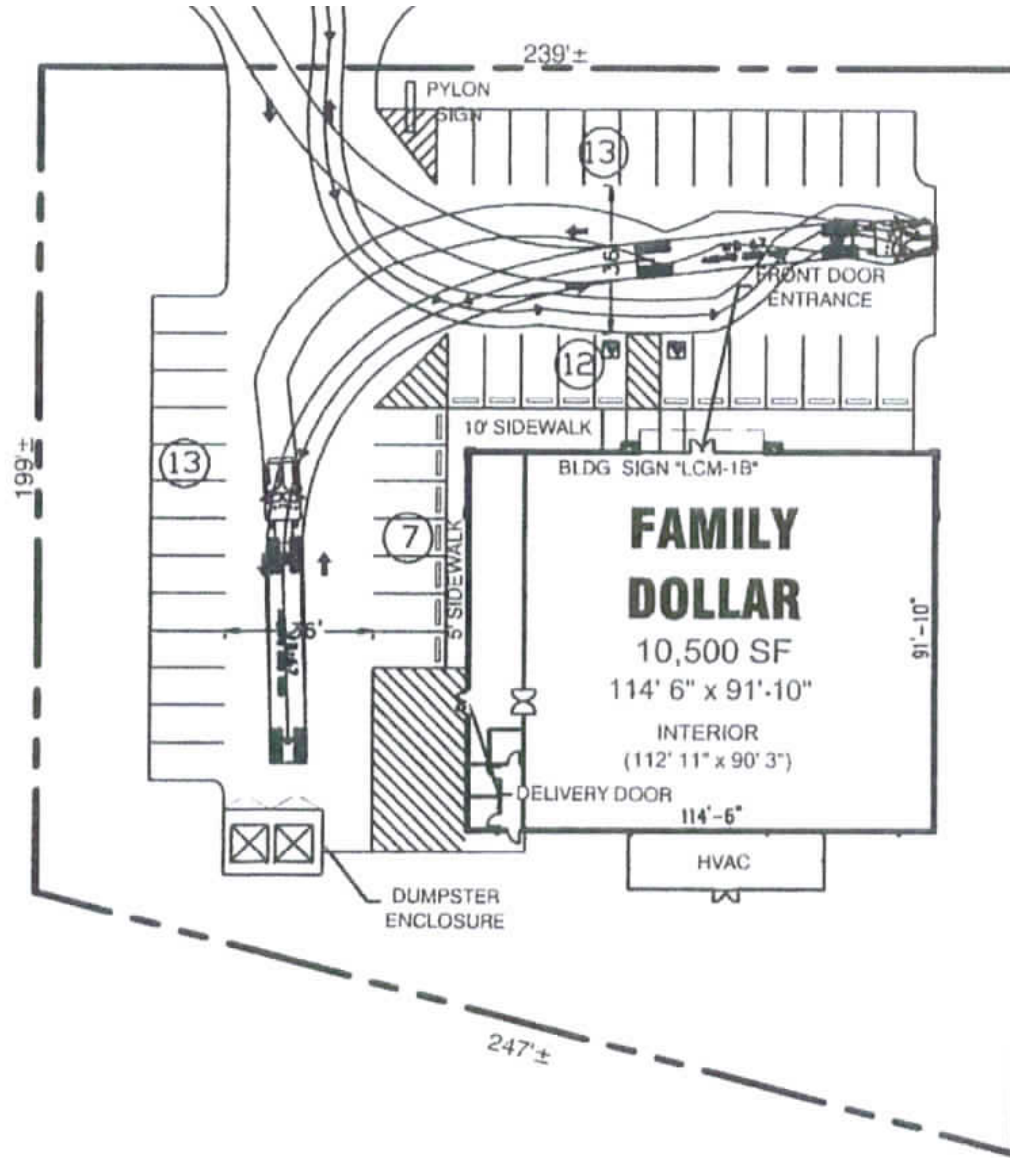 239'±
PYLON
SIGN
13
36'
FRONT DOOR
ENTRANCE
12
10' SIDEWALK
BLDG SIGN "LCM-1B"
13
199'±
7
5' SIDEWALK
FAMILY
DOLLAR
10,500 SF
114' 6" x 91'-10"
91'-10"
INTERIOR
(112' 11" x 90' 3")
36'
DELIVERY DOOR
114'-6"
HVAC
DUMPSTER
ENCLOSURE
247'±